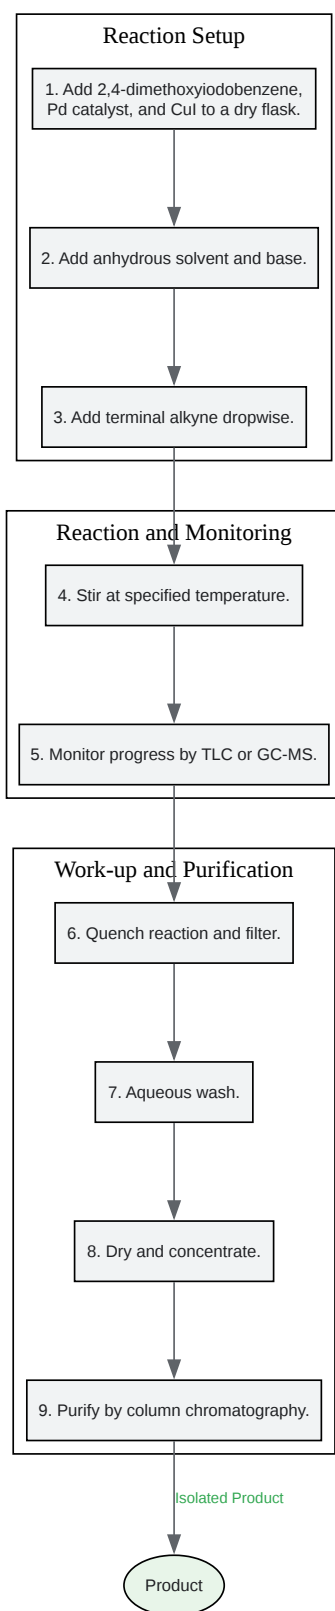 Reaction Setup
1. Add 2,4-dimethoxyiodobenzene,
Pd catalyst, and CuI to a dry flask.
2. Add anhydrous solvent and base.
3. Add terminal alkyne dropwise.
Reaction and Monitoring
4. Stir at specified temperature.
5. Monitor progress by TLC or GC-MS.
Work-up and Purification
6. Quench reaction and filter.
7. Aqueous wash.
8. Dry and concentrate.
9. Purify by column chromatography.
Isolated Product
Product